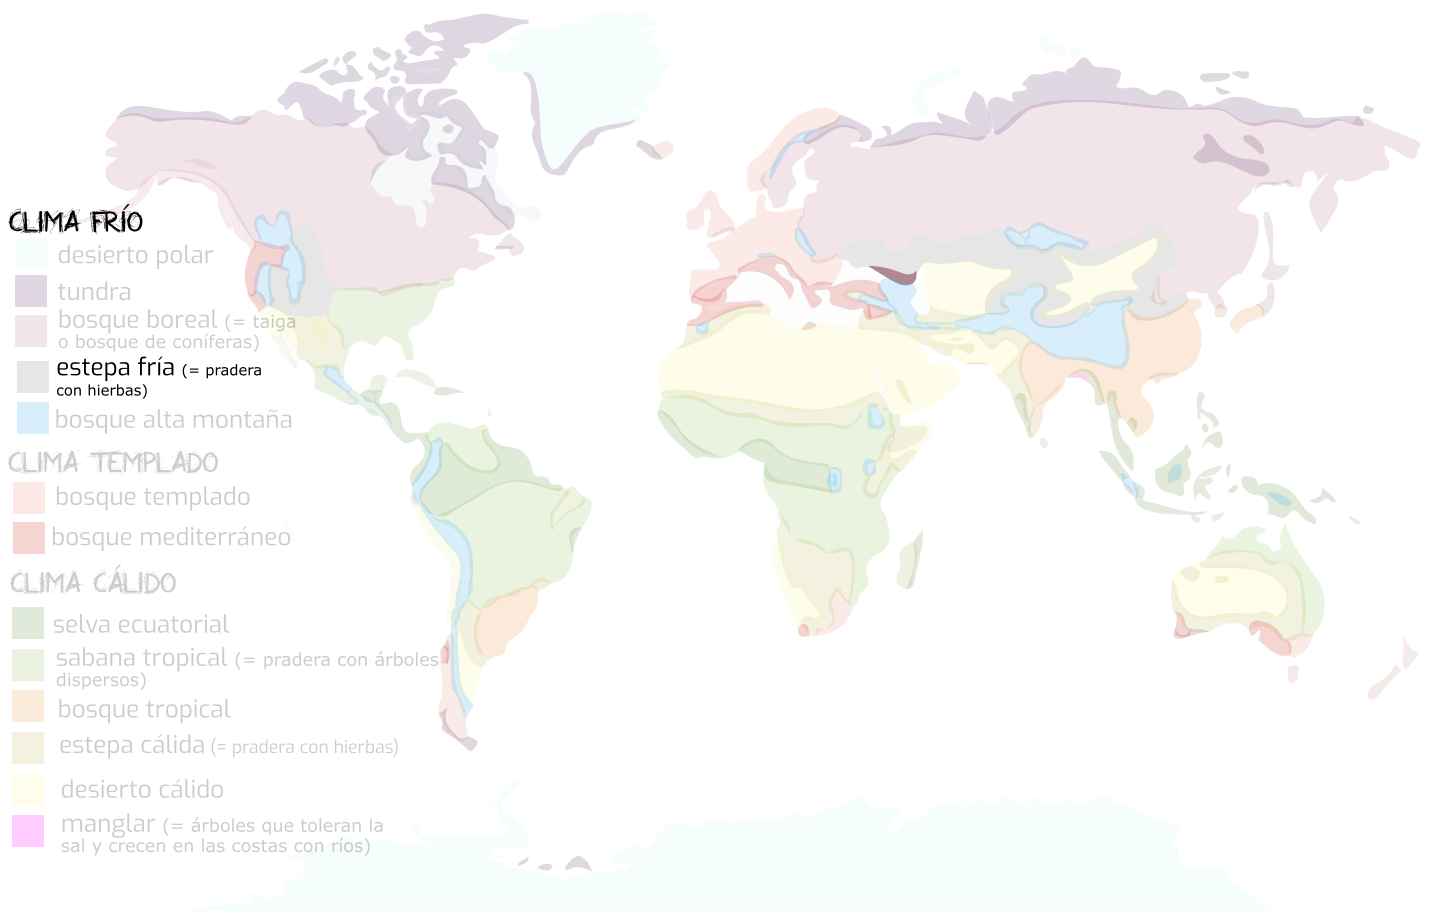 CLIMA FRÍO
desierto polar
tundra
bosque boreal (= taiga
o bosque de coníferas)
estepa fría (= pradera
con hierbas)
bosque alta montaña
CLIMA TEMPLADO
bosque templado
bosque mediterráneo
CLIMA CÁLIDO
selva ecuatorial
sabana tropical (= pradera con árboles
dispersos)
bosque tropical
estepa cálida (= pradera con hierbas)
desierto cálido
manglar (= árboles que toleran la
sal y crecen en las costas con ríos)